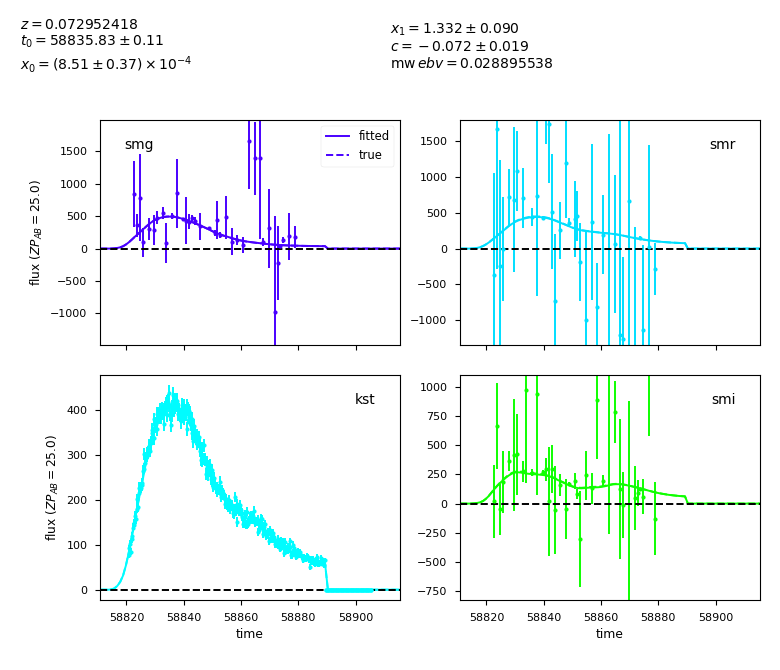 z = 0.072952418
t0 = 58835.83 ± 0.11
x0 = (8.51 ± 0.37) × 10^−4
x1 = 1.332 ± 0.090
c = −0.072 ± 0.019
mw ebv = 0.028895538
smg
fitted
true
1500
1000
500
0
−500
−1000
flux (ZP_AB = 25.0)
smr
1500
1000
500
0
−500
−1000
kst
400
300
200
100
0
flux (ZP_AB = 25.0)
58820 58840 58860 58880 58900
time
smi
1000
750
500
250
0
−250
−500
−750
58820 58840 58860 58880 58900
time